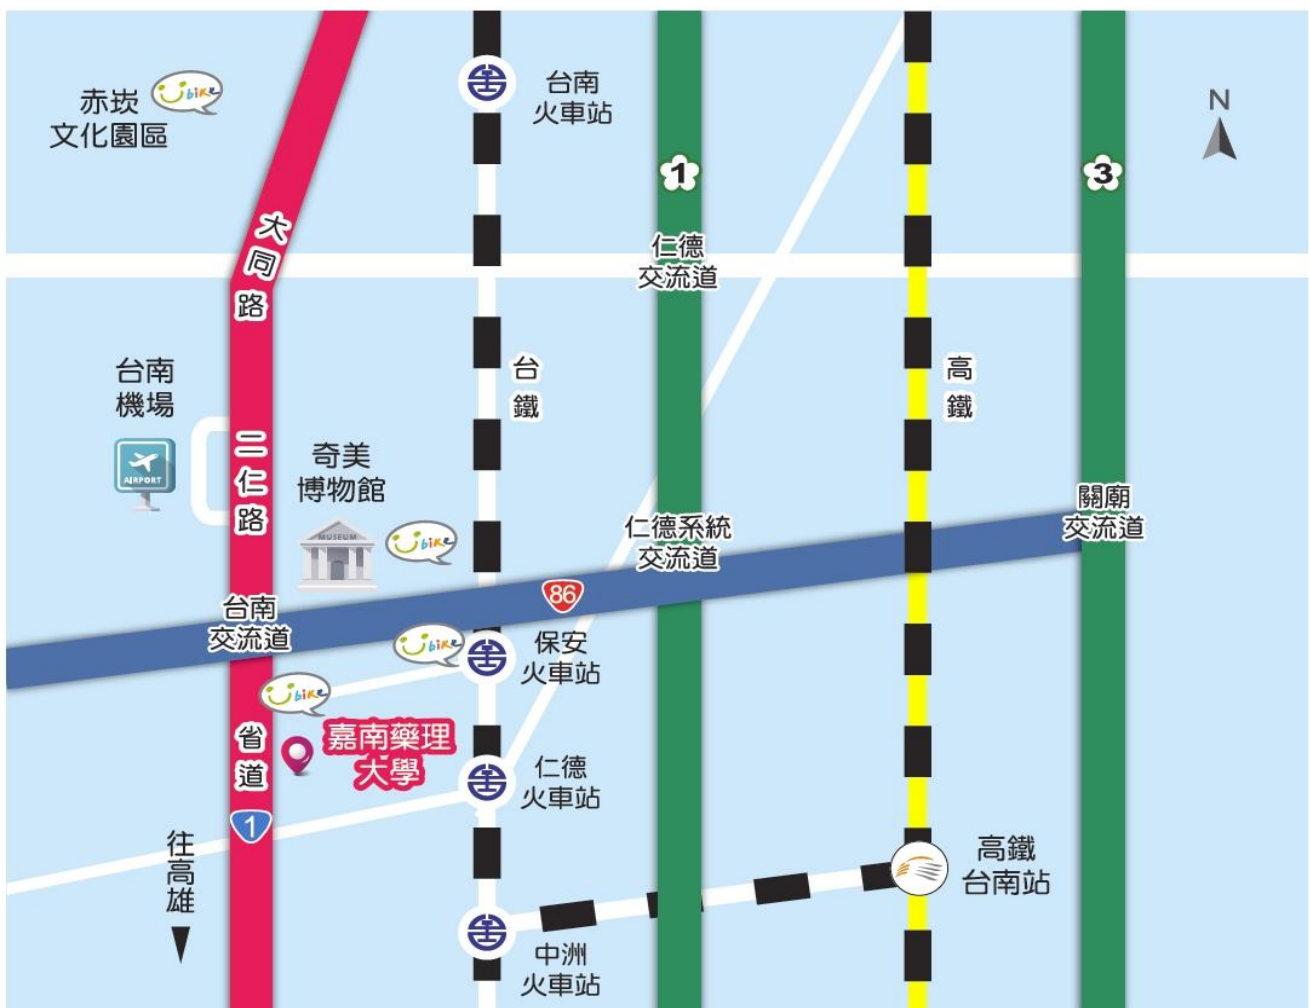 赤崁
文化園區
Ubike
台南
火車站
N
1
3
大同路
仁德
交流道
台鐵
高鐵
台南
機場
AIRPORT
二仁路
奇美
博物館
MUSEUM
Ubike
仁德系統
交流道
關廟
交流道
86
台南
交流道
Ubike
保安
火車站
Ubike
嘉南藥理
大學
省道
1
仁德
火車站
往高雄
高鐵
台南站
中洲
火車站